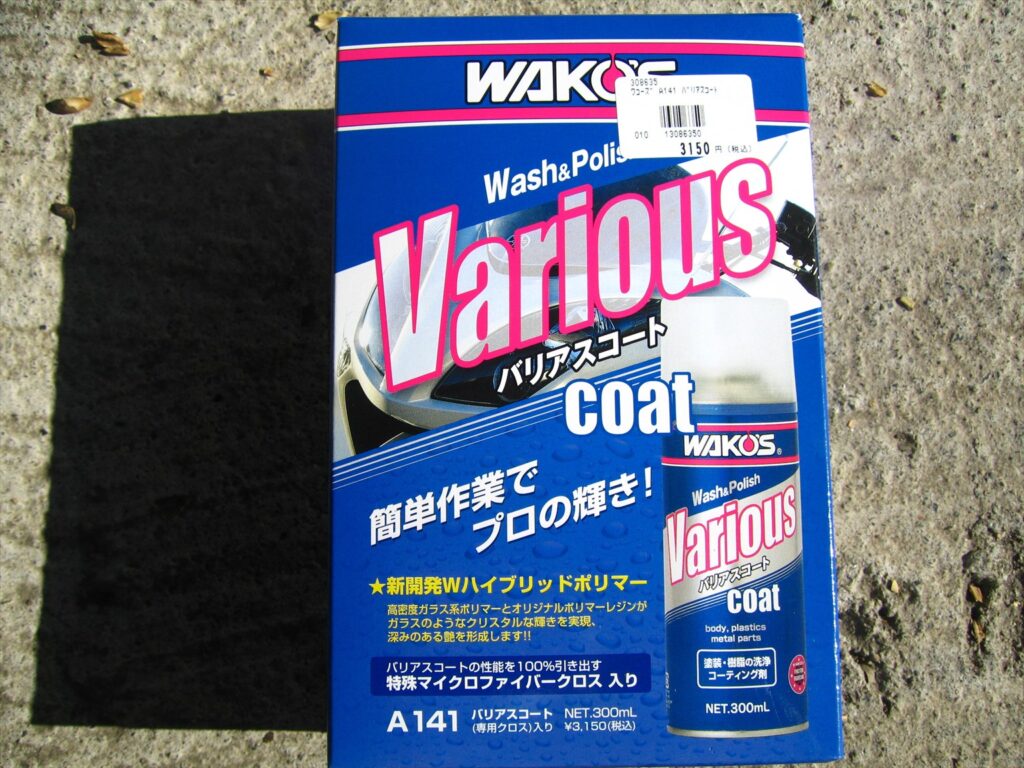 WAKO'S
308635
ワコーズ A141 バリアスコート
010 13086350
3150 円(税込)
Wash&Polis
Various
バリアスコート
coat
簡単作業で
プロの輝き!
★新開発Wハイブリッドポリマー
高密度ガラス系ポリマーとオリジナルポリマーレジンが
ガラスのようなクリスタルな輝きを実現、
深みのある艶を形成します!!
バリアスコートの性能を100%引き出す
特殊マイクロファイバークロス 入り
A141 バリアスコート NET.300mL
(専用クロス)入り ¥3,150(税込)
WAKO'S®
Wash&Polish
Various
バリアスコート
coat
body, plastics
metal parts
塗装・樹脂の洗浄
コーティング剤
NET.300mL